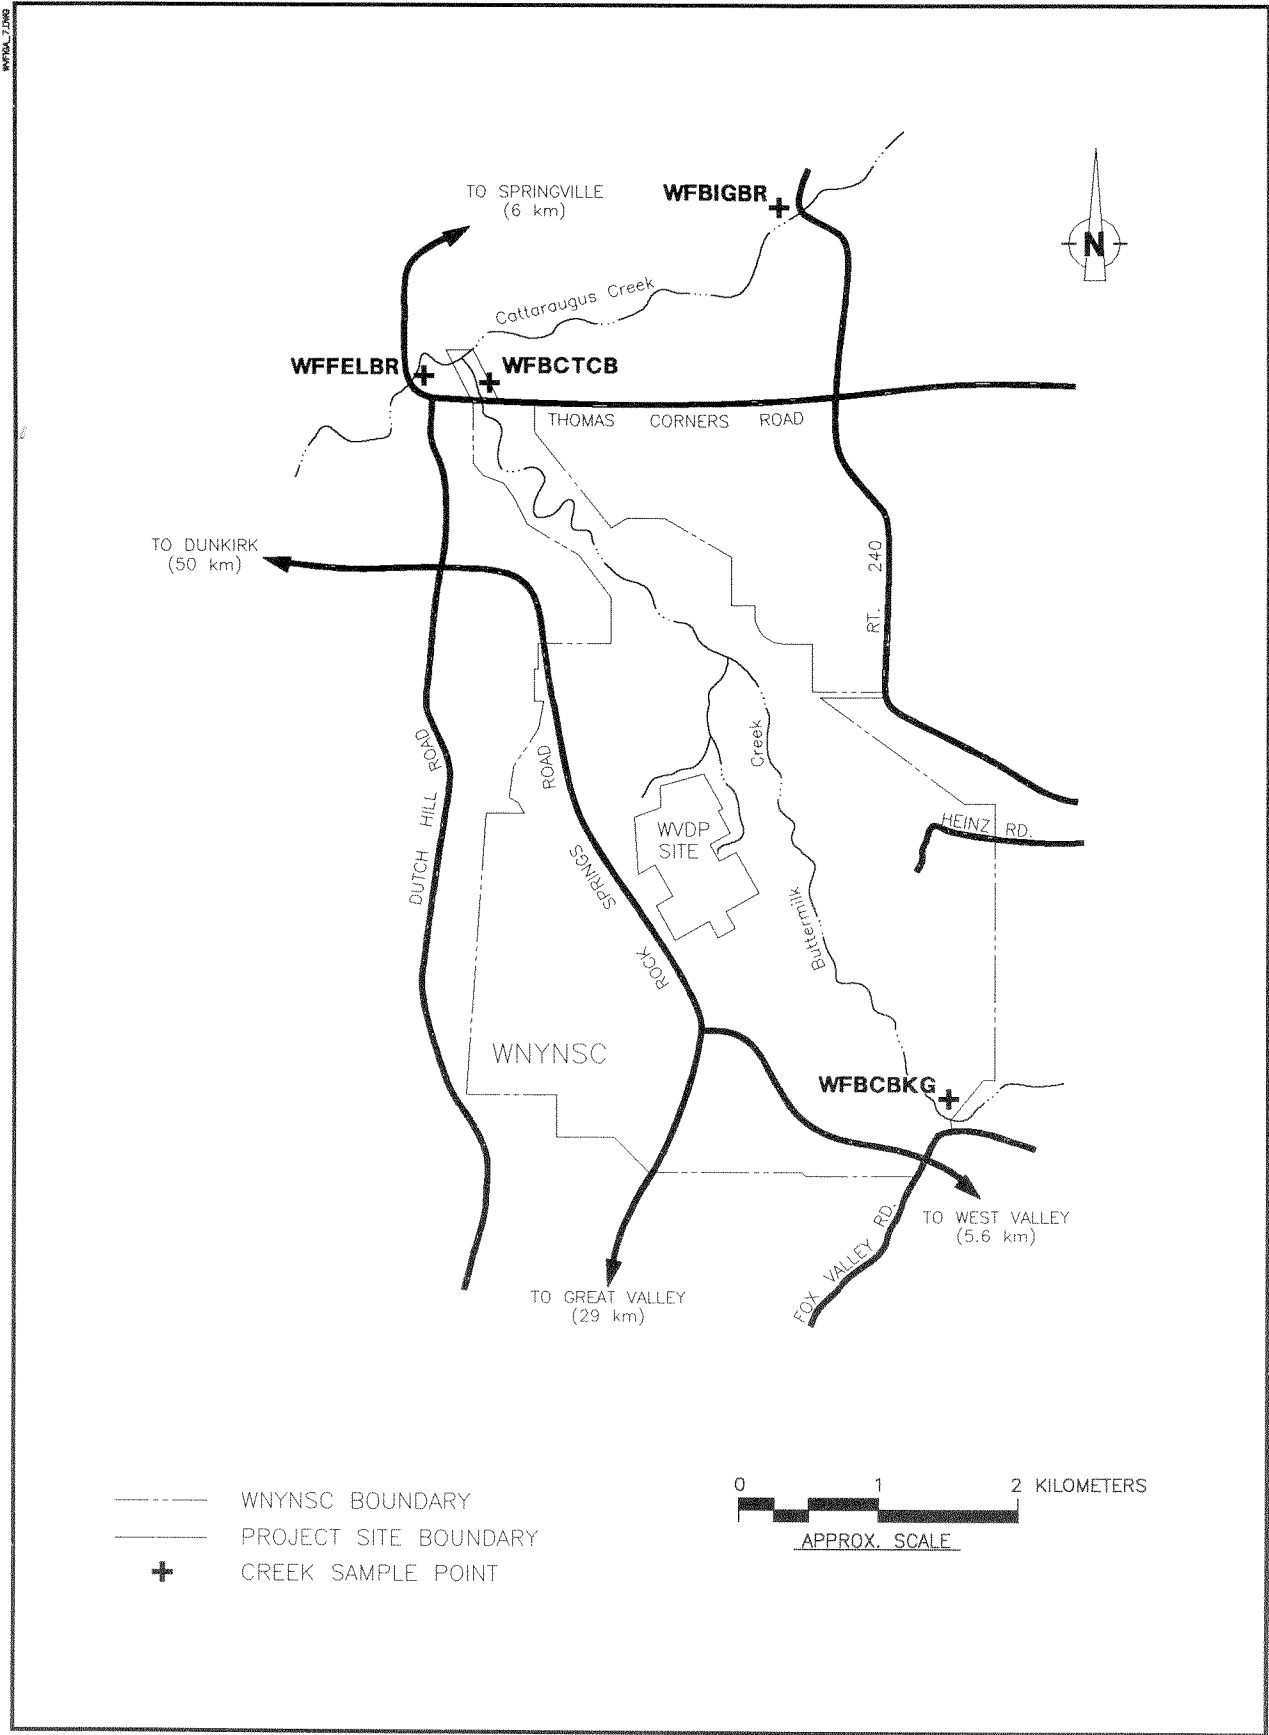 TO SPRINGVILLE
(6 km)
WFBIGBR
N
Cattaraugus Creek
WFFELBR
WFBCTCB
THOMAS CORNERS ROAD
TO DUNKIRK
(50 km)
RT. 240
DUTCH HILL ROAD
ROCK SPRINGS ROAD
Buttermilk Creek
HEINZ RD.
WVDP
SITE
WNYNSC
WFBCBKG
TO WEST VALLEY
(5.6 km)
FOX VALLEY RD.
TO GREAT VALLEY
(29 km)
0 1 2 KILOMETERS
APPROX. SCALE
WNYNSC BOUNDARY
PROJECT SITE BOUNDARY
CREEK SAMPLE POINT